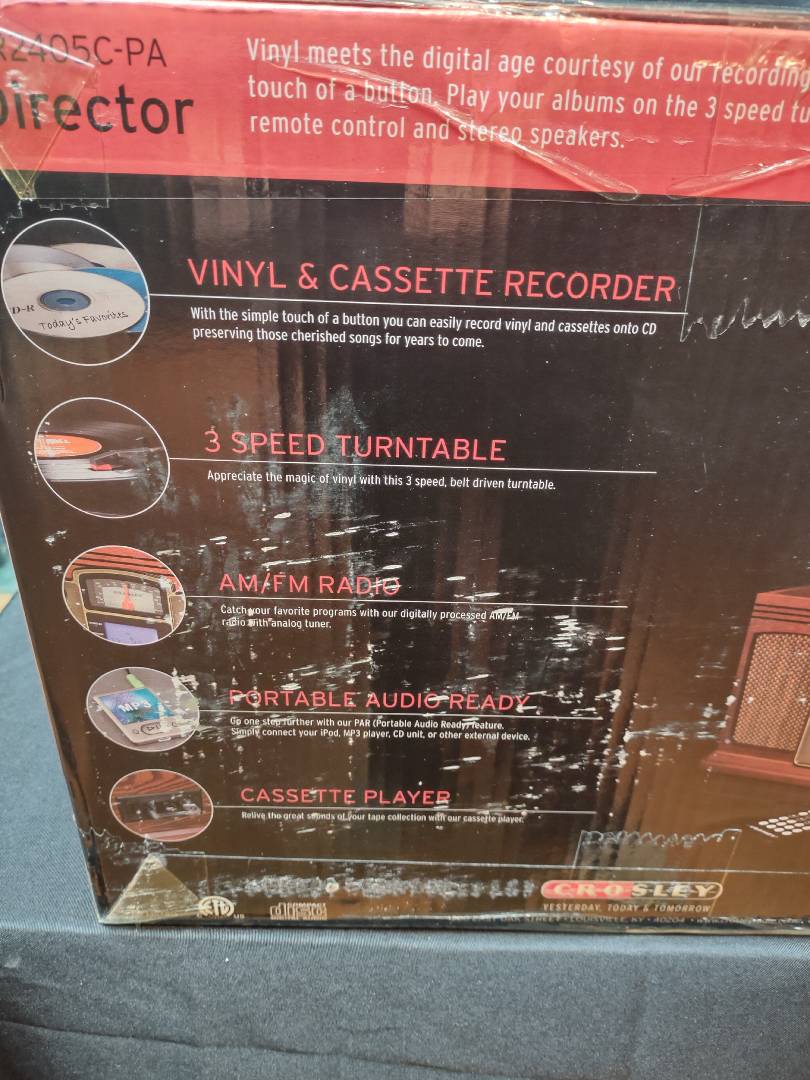 R2405C-PA
Director
Vinyl meets the digital age courtesy of our recording
touch of a button. Play your albums on the 3 speed tu
remote control and stereo speakers.
D-R
Today's Favorites
VINYL & CASSETTE RECORDER
With the simple touch of a button you can easily record vinyl and cassettes onto CD
preserving those cherished songs for years to come.
3 SPEED TURNTABLE
Appreciate the magic of vinyl with this 3 speed, belt driven turntable.
AM/FM RADIO
Catch your favorite programs with our digitally processed AM/FM
radio with analog tuner.
MP3
PORTABLE AUDIO READY
Go one step further with our PAR (Portable Audio Ready) feature.
Simply connect your iPod, MP3 player, CD unit, or other external device.
CASSETTE PLAYER
Relive the great sounds of your tape collection with our cassette player.
CROSLEY
YESTERDAY, TODAY & TOMORROW
OAK STREET • LOUISVILLE, KY • 40204
ETL US